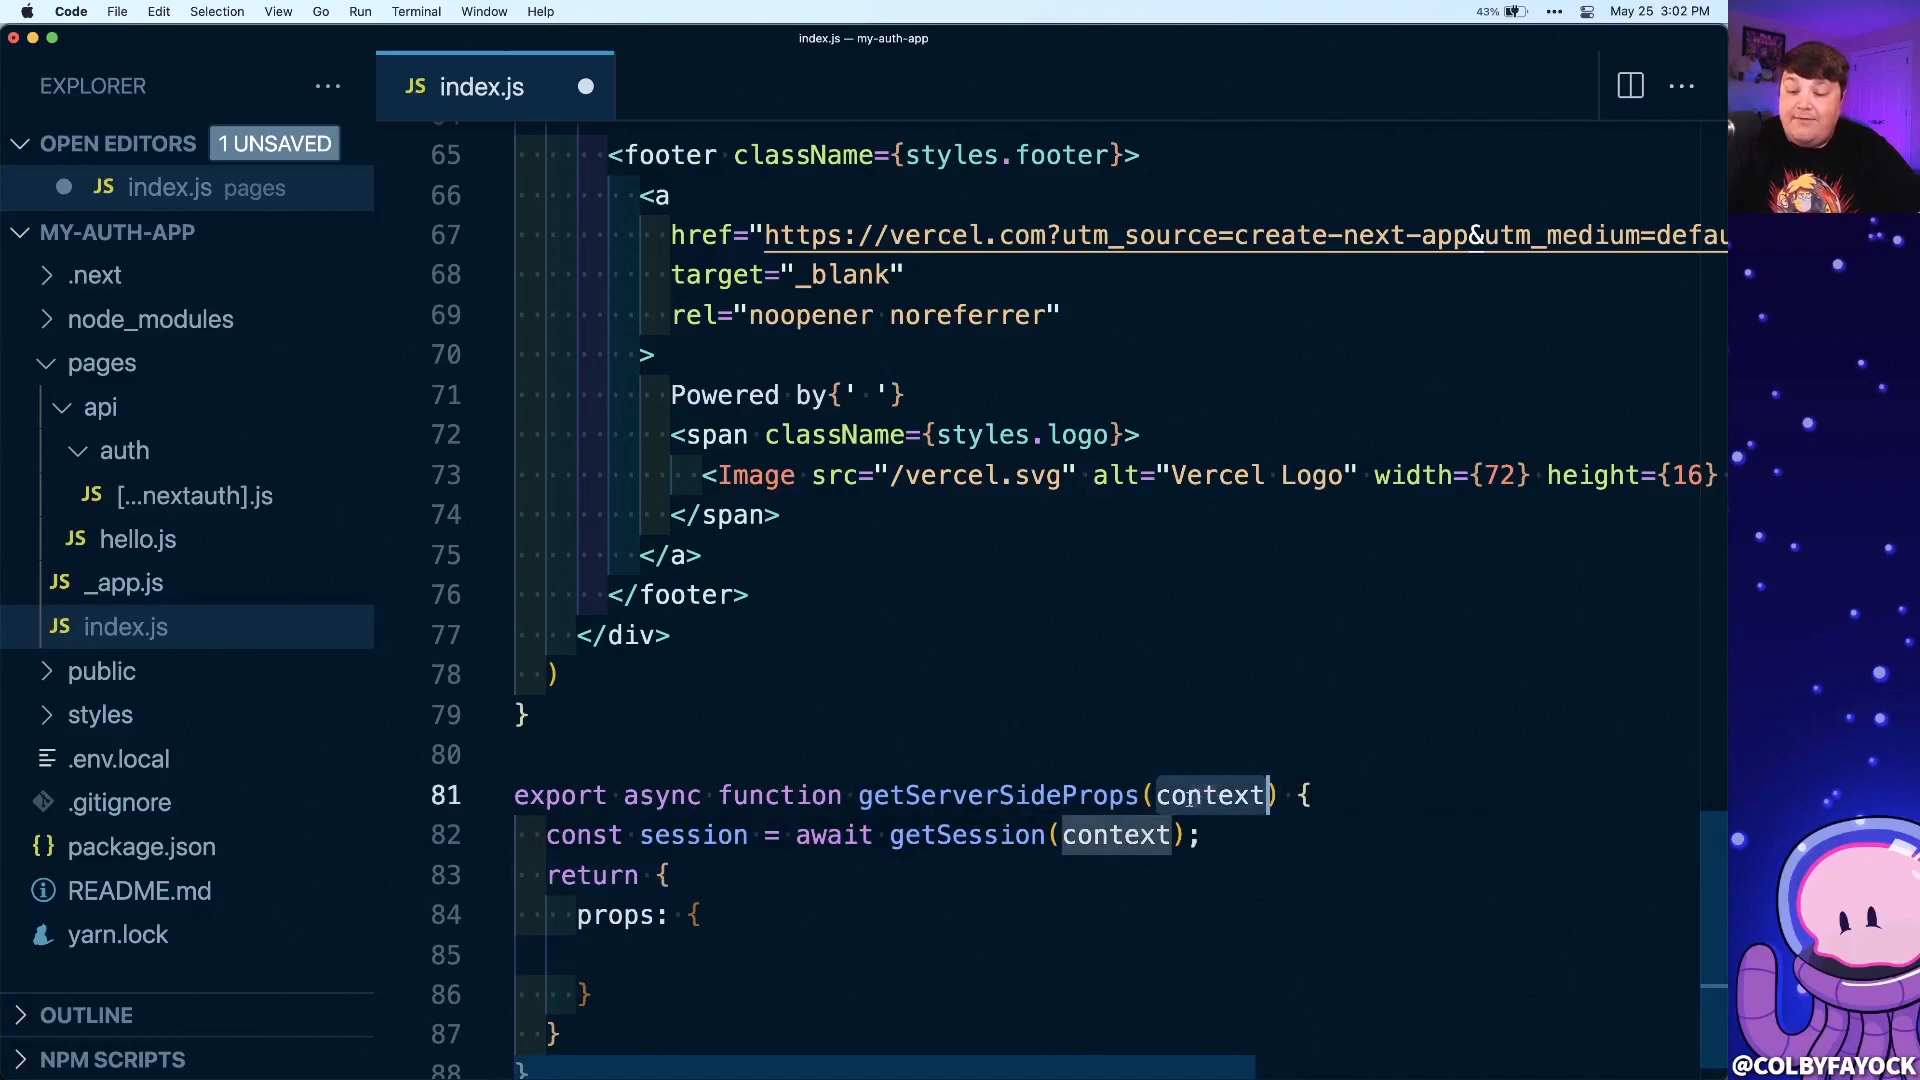 Code File Edit Selection View Go Run Terminal Window Help 43% ••• May 25 3:02 PM
index.js — my-auth-app
EXPLORER ···
JS index.js
OPEN EDITORS 1 UNSAVED
JS index.js pages
MY-AUTH-APP
.next
node_modules
pages
api
auth
JS [...nextauth].js
JS hello.js
JS _app.js
JS index.js
public
styles
.env.local
.gitignore
{} package.json
README.md
yarn.lock
OUTLINE
NPM SCRIPTS
65 <footer className={styles.footer}>
66 <a
67 href="https://vercel.com?utm_source=create-next-app&utm_medium=defau
68 target="_blank"
69 rel="noopener noreferrer"
70 >
71 Powered by{' '}
72 <span className={styles.logo}>
73 <Image src="/vercel.svg" alt="Vercel Logo" width={72} height={16}
74 </span>
75 </a>
76 </footer>
77 </div>
78 )
79 }
80
81 export async function getServerSideProps(context) {
82 const session = await getSession(context);
83 return {
84 props: {
85
86 }
87 }
88 }
@COLBYFAYOCK